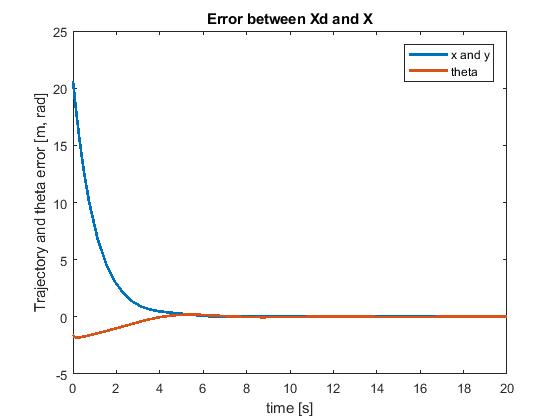 Error between Xd and X
25
20
15
10
5
0
-5
Trajectory and theta error [m, rad]
x and y
theta
0 2 4 6 8 10 12 14 16 18 20
time [s]